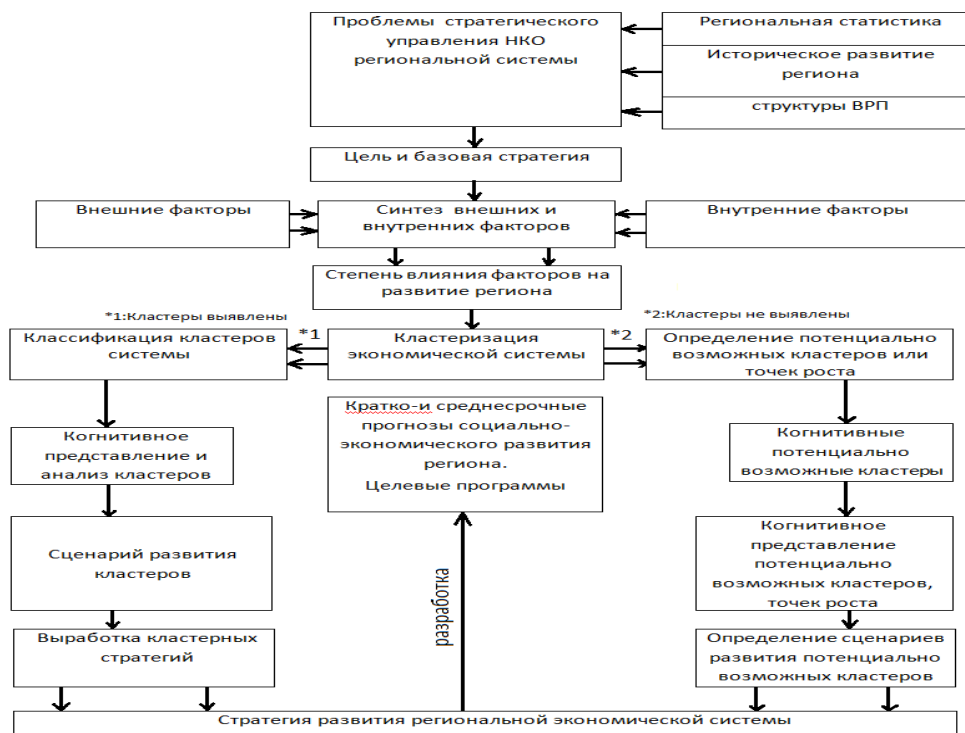 Проблемы стратегического
управления НКО
региональной системы
Региональная статистика
Историческое развитие
региона
структуры ВРП
Цель и базовая стратегия
Внешние факторы
Синтез внешних и
внутренних факторов
Внутренние факторы
Степень влияния факторов на
развитие региона
*1:Кластеры выявлены
*2:Кластеры не выявлены
Классификация кластеров
системы
*1
Кластеризация
экономической системы
*2
Определение потенциально
возможных кластеров или
точек роста
Кратко-и среднесрочные
прогнозы социально-
экономического развития
региона.
Целевые программы
Когнитивное
представление и
анализ кластеров
Когнитивные
потенциально
возможные кластеры
Сценарий развития
кластеров
Когнитивное
представление
потенциально
возможных кластеров,
точек роста
разработка
Выработка кластерных
стратегий
Определение сценариев
развития потенциально
возможных кластеров
Стратегия развития региональной экономической системы